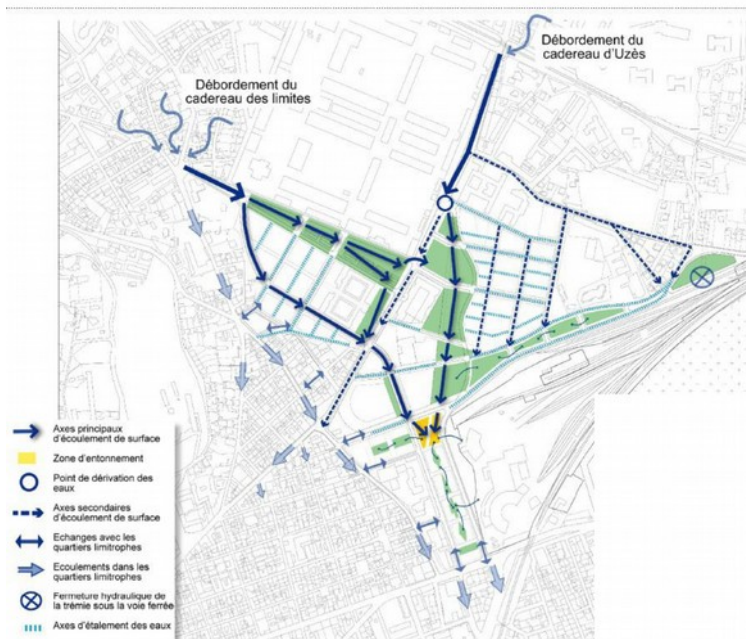 Débordement du
cadereau d'Uzès
Débordement du
cadereau des limites
Axes principaux
d'écoulement de surface
Zone d'entonnement
Point de dérivation des
eaux
Axes secondaires
d'écoulement de surface
Echanges avec les
quartiers limitrophes
Ecoulements dans les
quartiers limitrophes
Fermeture hydraulique de
la trémie sous la voie ferrée
Axes d'étalement des eaux